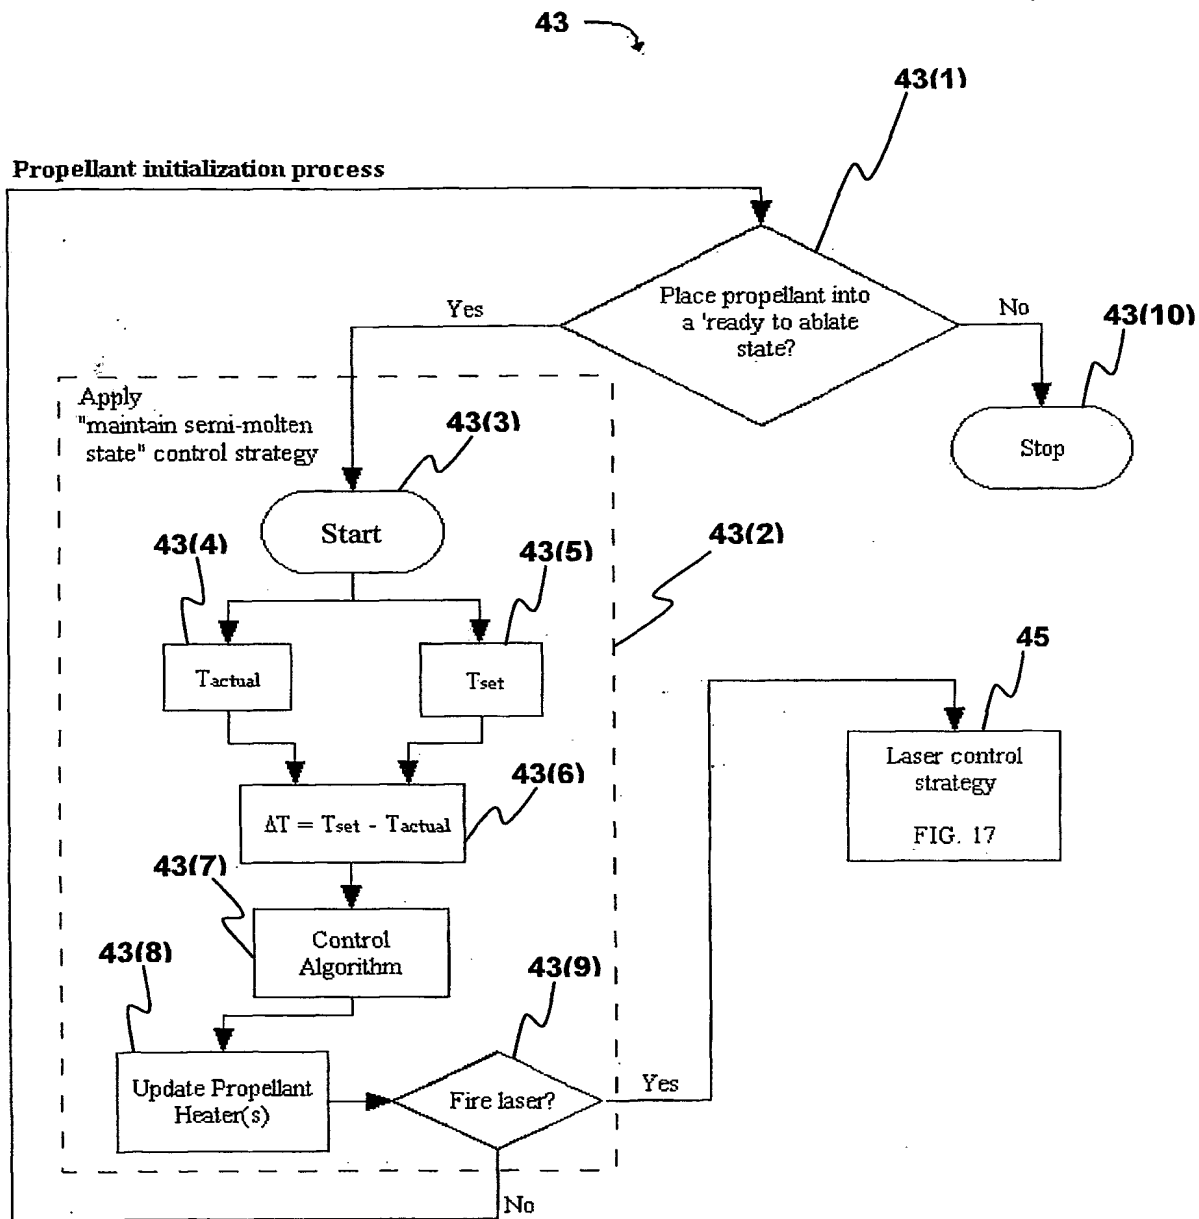 43
43(1)
Propellant initialization process
Place propellant into
a 'ready to ablate
state?
Yes
No
43(10)
Stop
Apply
"maintain semi-molten
state" control strategy
43(3)
Start
43(4)
43(5)
43(2)
Tactual
Tset
45
Laser control
strategy
FIG. 17
43(6)
ΔT = Tset - Tactual
43(7)
Control
Algorithm
43(8)
43(9)
Update Propellant
Heater(s)
Fire laser?
Yes
No